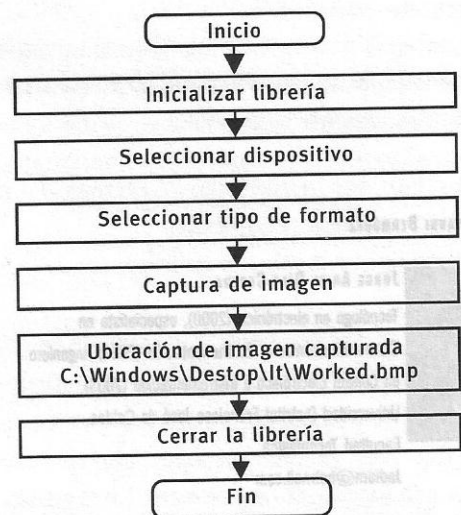 Inicio
Inicializar librería
Seleccionar dispositivo
Seleccionar tipo de formato
Captura de imagen
Ubicación de imagen capturada
C:\Windows\Destop\It\Worked.bmp
Cerrar la librería
Fin